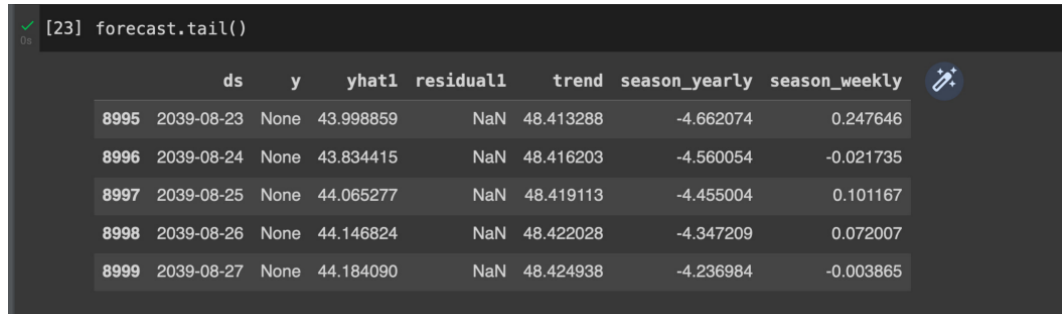 [23] forecast.tail()
0s
ds y yhat1 residual1 trend season_yearly season_weekly
8995 2039-08-23 None 43.998859 NaN 48.413288 -4.662074 0.247646
8996 2039-08-24 None 43.834415 NaN 48.416203 -4.560054 -0.021735
8997 2039-08-25 None 44.065277 NaN 48.419113 -4.455004 0.101167
8998 2039-08-26 None 44.146824 NaN 48.422028 -4.347209 0.072007
8999 2039-08-27 None 44.184090 NaN 48.424938 -4.236984 -0.003865